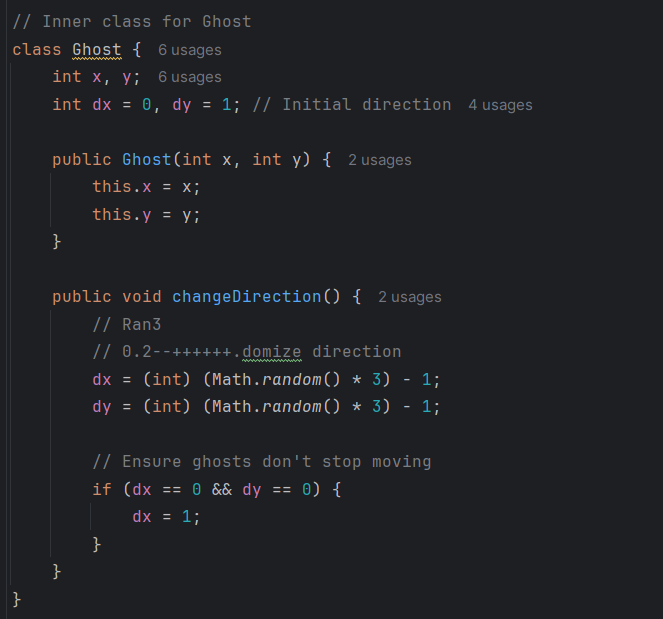 // Inner class for Ghost
class Ghost { 6 usages
int x, y; 6 usages
int dx = 0, dy = 1; // Initial direction 4 usages
public Ghost(int x, int y) { 2 usages
this.x = x;
this.y = y;
}
public void changeDirection() { 2 usages
// Ran3
// 0.2--++++++.domize direction
dx = (int) (Math.random() * 3) - 1;
dy = (int) (Math.random() * 3) - 1;
// Ensure ghosts don't stop moving
if (dx == 0 && dy == 0) {
dx = 1;
}
}
}